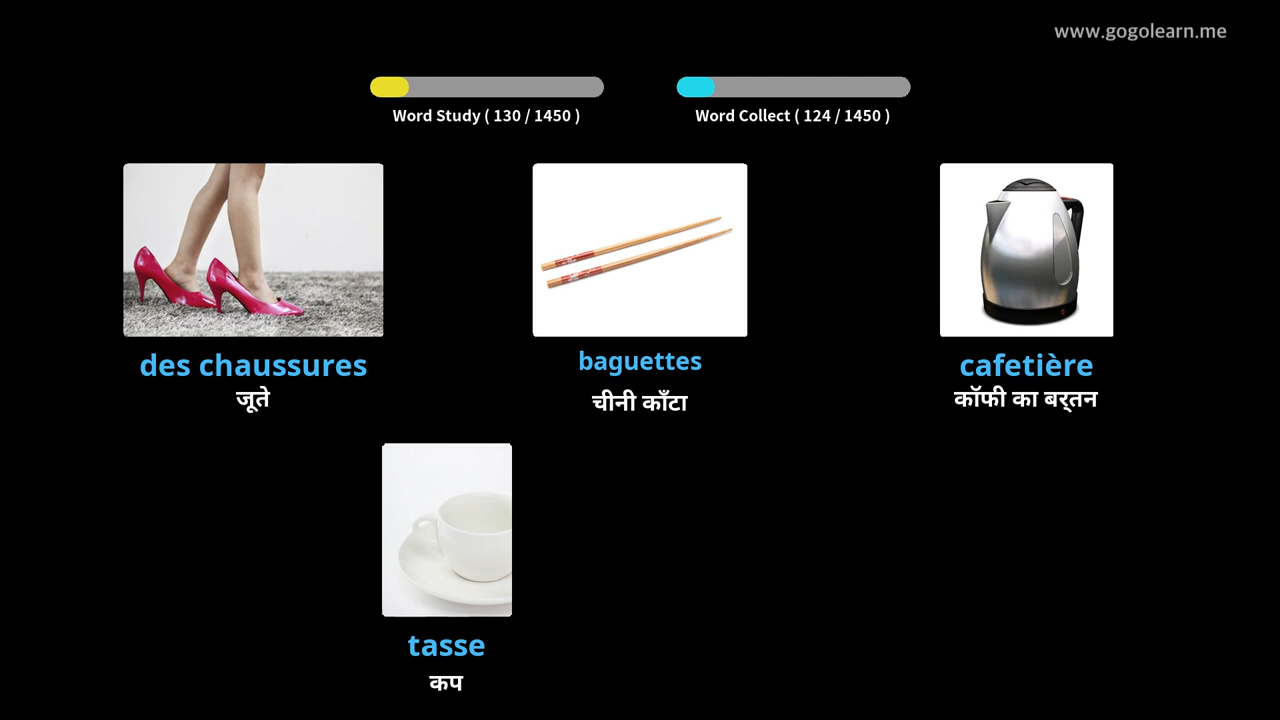 www.gogolearn.me
Word Study ( 130 / 1450 )
Word Collect ( 124 / 1450 )
des chaussures
जूते
baguettes
चीनी काँटा
cafetière
कॉफी का बर्‌तन
tasse
कप